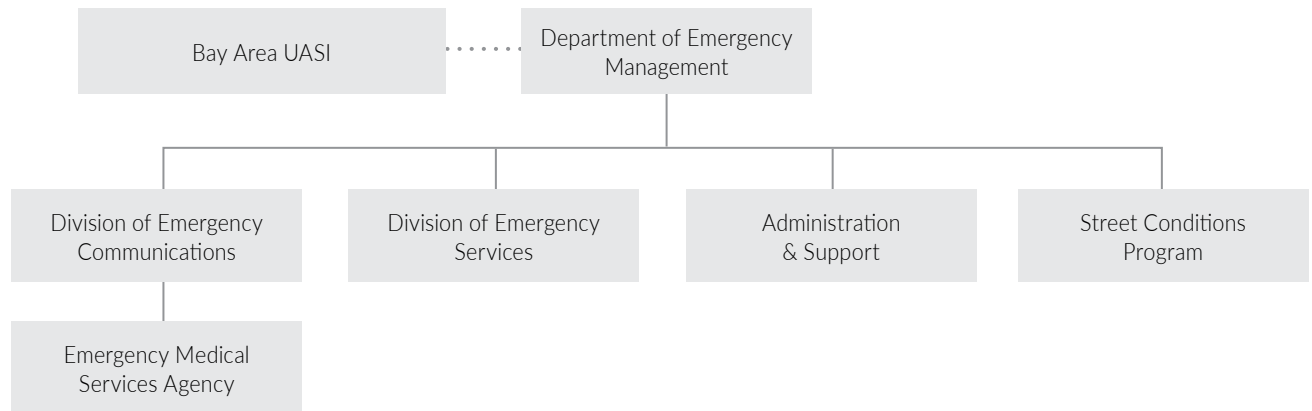 Bay Area UASI
Department of Emergency
Management
Division of Emergency
Communications
Division of Emergency
Services
Administration
& Support
Street Conditions
Program
Emergency Medical
Services Agency